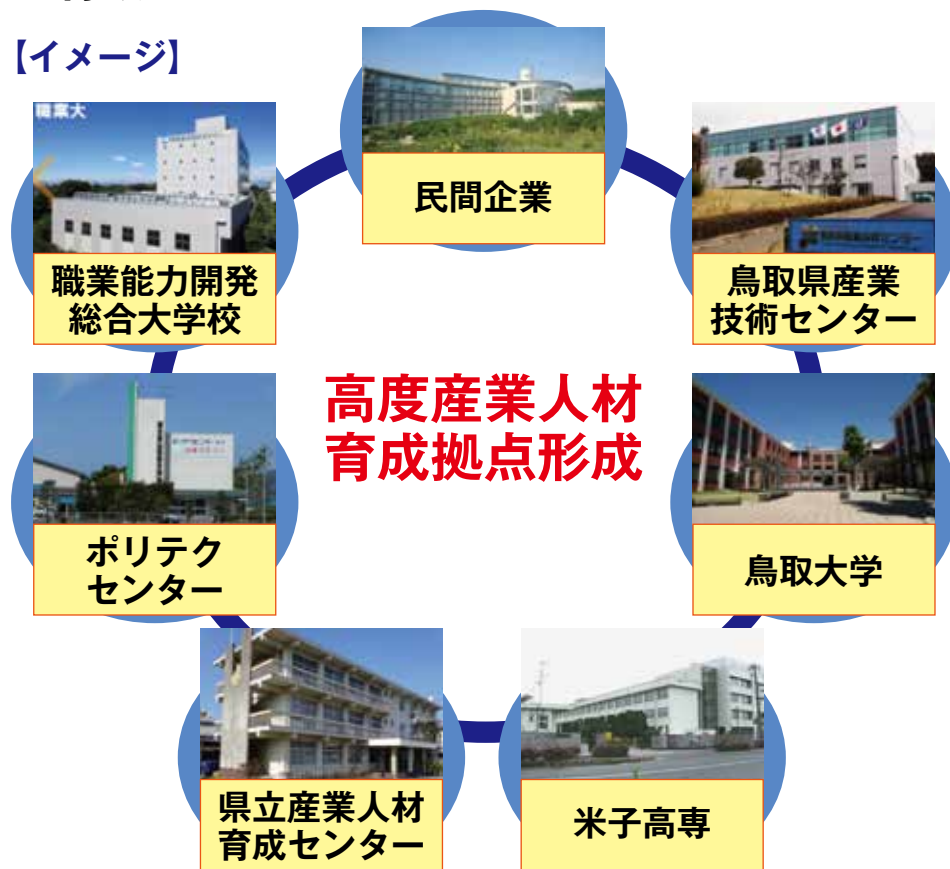 【イメージ】
職業大
民間企業
職業能力開発
総合大学校
鳥取県産業
技術センター
高度産業人材
育成拠点形成
ポリテク
センター
鳥取大学
県立産業人材
育成センター
米子高専